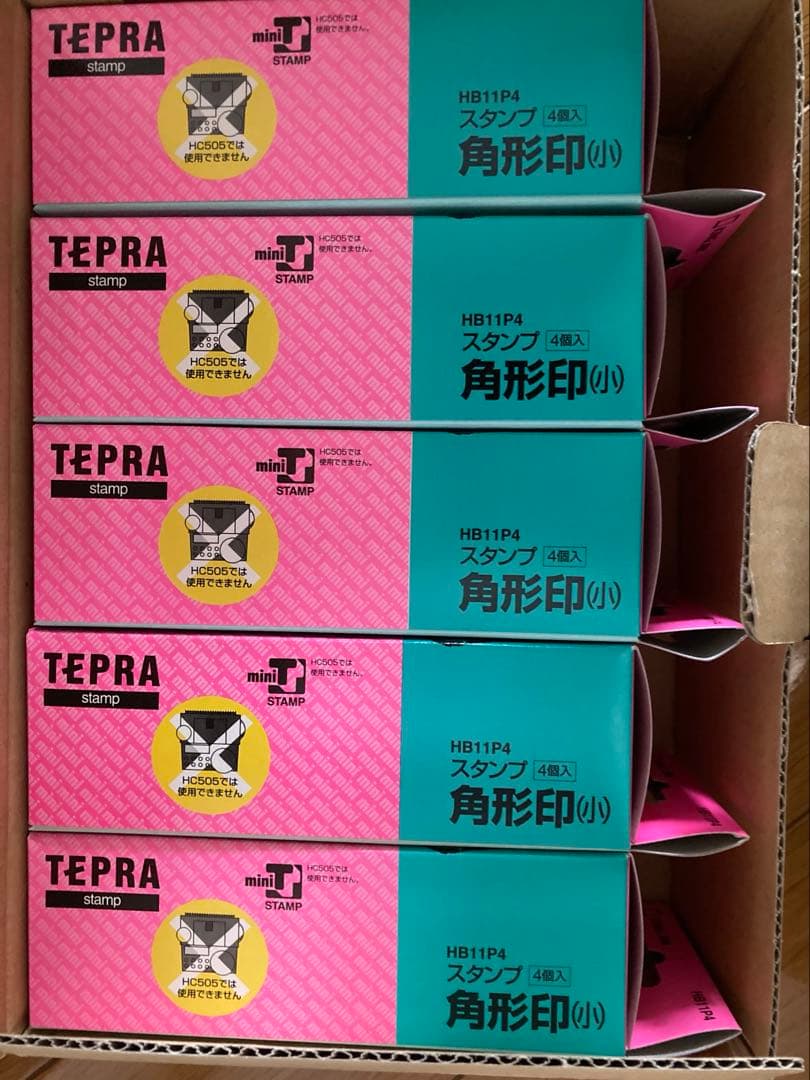 TEPRA
stamp
mini T
STAMP
HC505では
使用できません。
HC505では
使用できません
HB11P4
スタンプ 4個入
角形印(小)
TEPRA
stamp
mini T
STAMP
HC505では
使用できません。
HC505では
使用できません
HB11P4
スタンプ 4個入
角形印(小)
TEPRA
stamp
mini T
STAMP
HC505では
使用できません。
HC505では
使用できません
HB11P4
スタンプ 4個入
角形印(小)
TEPRA
stamp
mini T
STAMP
HC505では
使用できません。
HC505では
使用できません
HB11P4
スタンプ 4個入
角形印(小)
TEPRA
stamp
mini T
STAMP
HC505では
使用できません。
HC505では
使用できません
HB11P4
スタンプ 4個入
角形印(小)
HB11P4